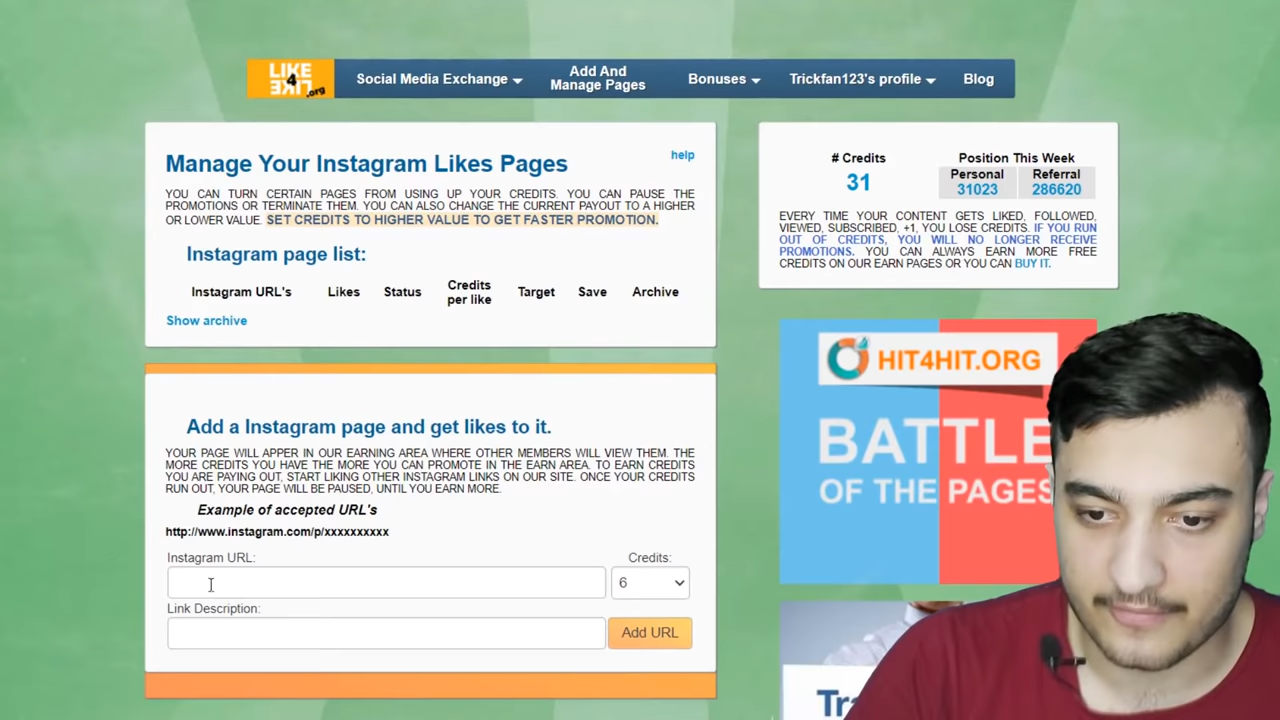 LIKE
4
LIKE
.org
Social Media Exchange
Add And
Manage Pages
Bonuses
Trickfan123's profile
Blog
Manage Your Instagram Likes Pages
help
YOU CAN TURN CERTAIN PAGES FROM USING UP YOUR CREDITS. YOU CAN PAUSE THE
PROMOTIONS OR TERMINATE THEM. YOU CAN ALSO CHANGE THE CURRENT PAYOUT TO A HIGHER
OR LOWER VALUE. SET CREDITS TO HIGHER VALUE TO GET FASTER PROMOTION.
Instagram page list:
Instagram URL's Likes Status Credits per like Target Save Archive
Show archive
# Credits
31
Position This Week
Personal Referral
31023 286620
EVERY TIME YOUR CONTENT GETS LIKED, FOLLOWED,
VIEWED, SUBSCRIBED, +1, YOU LOSE CREDITS. IF YOU RUN
OUT OF CREDITS, YOU WILL NO LONGER RECEIVE
PROMOTIONS. YOU CAN ALWAYS EARN MORE FREE
CREDITS ON OUR EARN PAGES OR YOU CAN BUY IT.
Add a Instagram page and get likes to it.
YOUR PAGE WILL APPER IN OUR EARNING AREA WHERE OTHER MEMBERS WILL VIEW THEM. THE
MORE CREDITS YOU HAVE THE MORE YOU CAN PROMOTE IN THE EARN AREA. TO EARN CREDITS
YOU ARE PAYING OUT, START LIKING OTHER INSTAGRAM LINKS ON OUR SITE. ONCE YOUR CREDITS
RUN OUT, YOUR PAGE WILL BE PAUSED, UNTIL YOU EARN MORE.
Example of accepted URL's
http://www.instagram.com/p/xxxxxxxxxx
Instagram URL:
Credits:
6
Link Description:
Add URL
HIT4HIT.ORG
BATTLE
OF THE PAGES